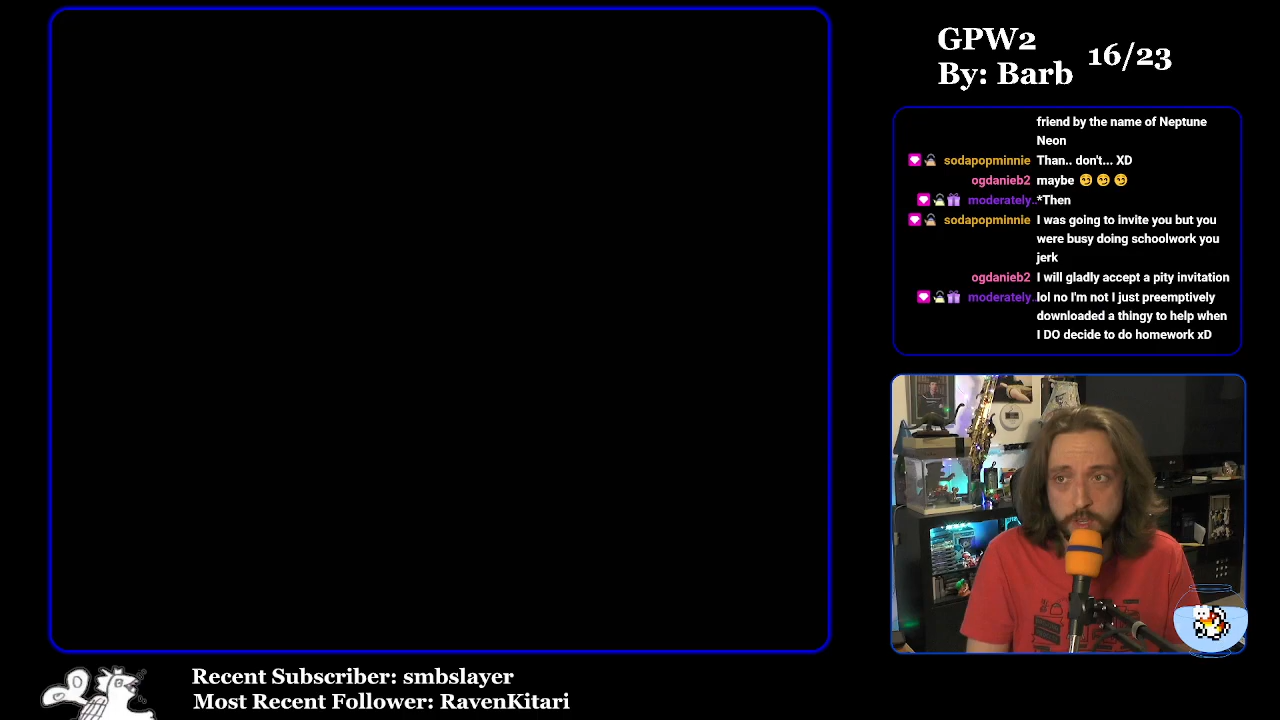 GPW2
By: Barb
16/23
friend by the name of Neptune
Neon
sodapopminnie Than.. don't... XD
ogdanieb2 maybe 😏 😏 😏
moderately.. *Then
sodapopminnie I was going to invite you but you
were busy doing schoolwork you
jerk
ogdanieb2 I will gladly accept a pity invitation
moderately.. lol no I'm not I just preemptively
downloaded a thingy to help when
I DO decide to do homework xD
Recent Subscriber: smbslayer
Most Recent Follower: RavenKitari